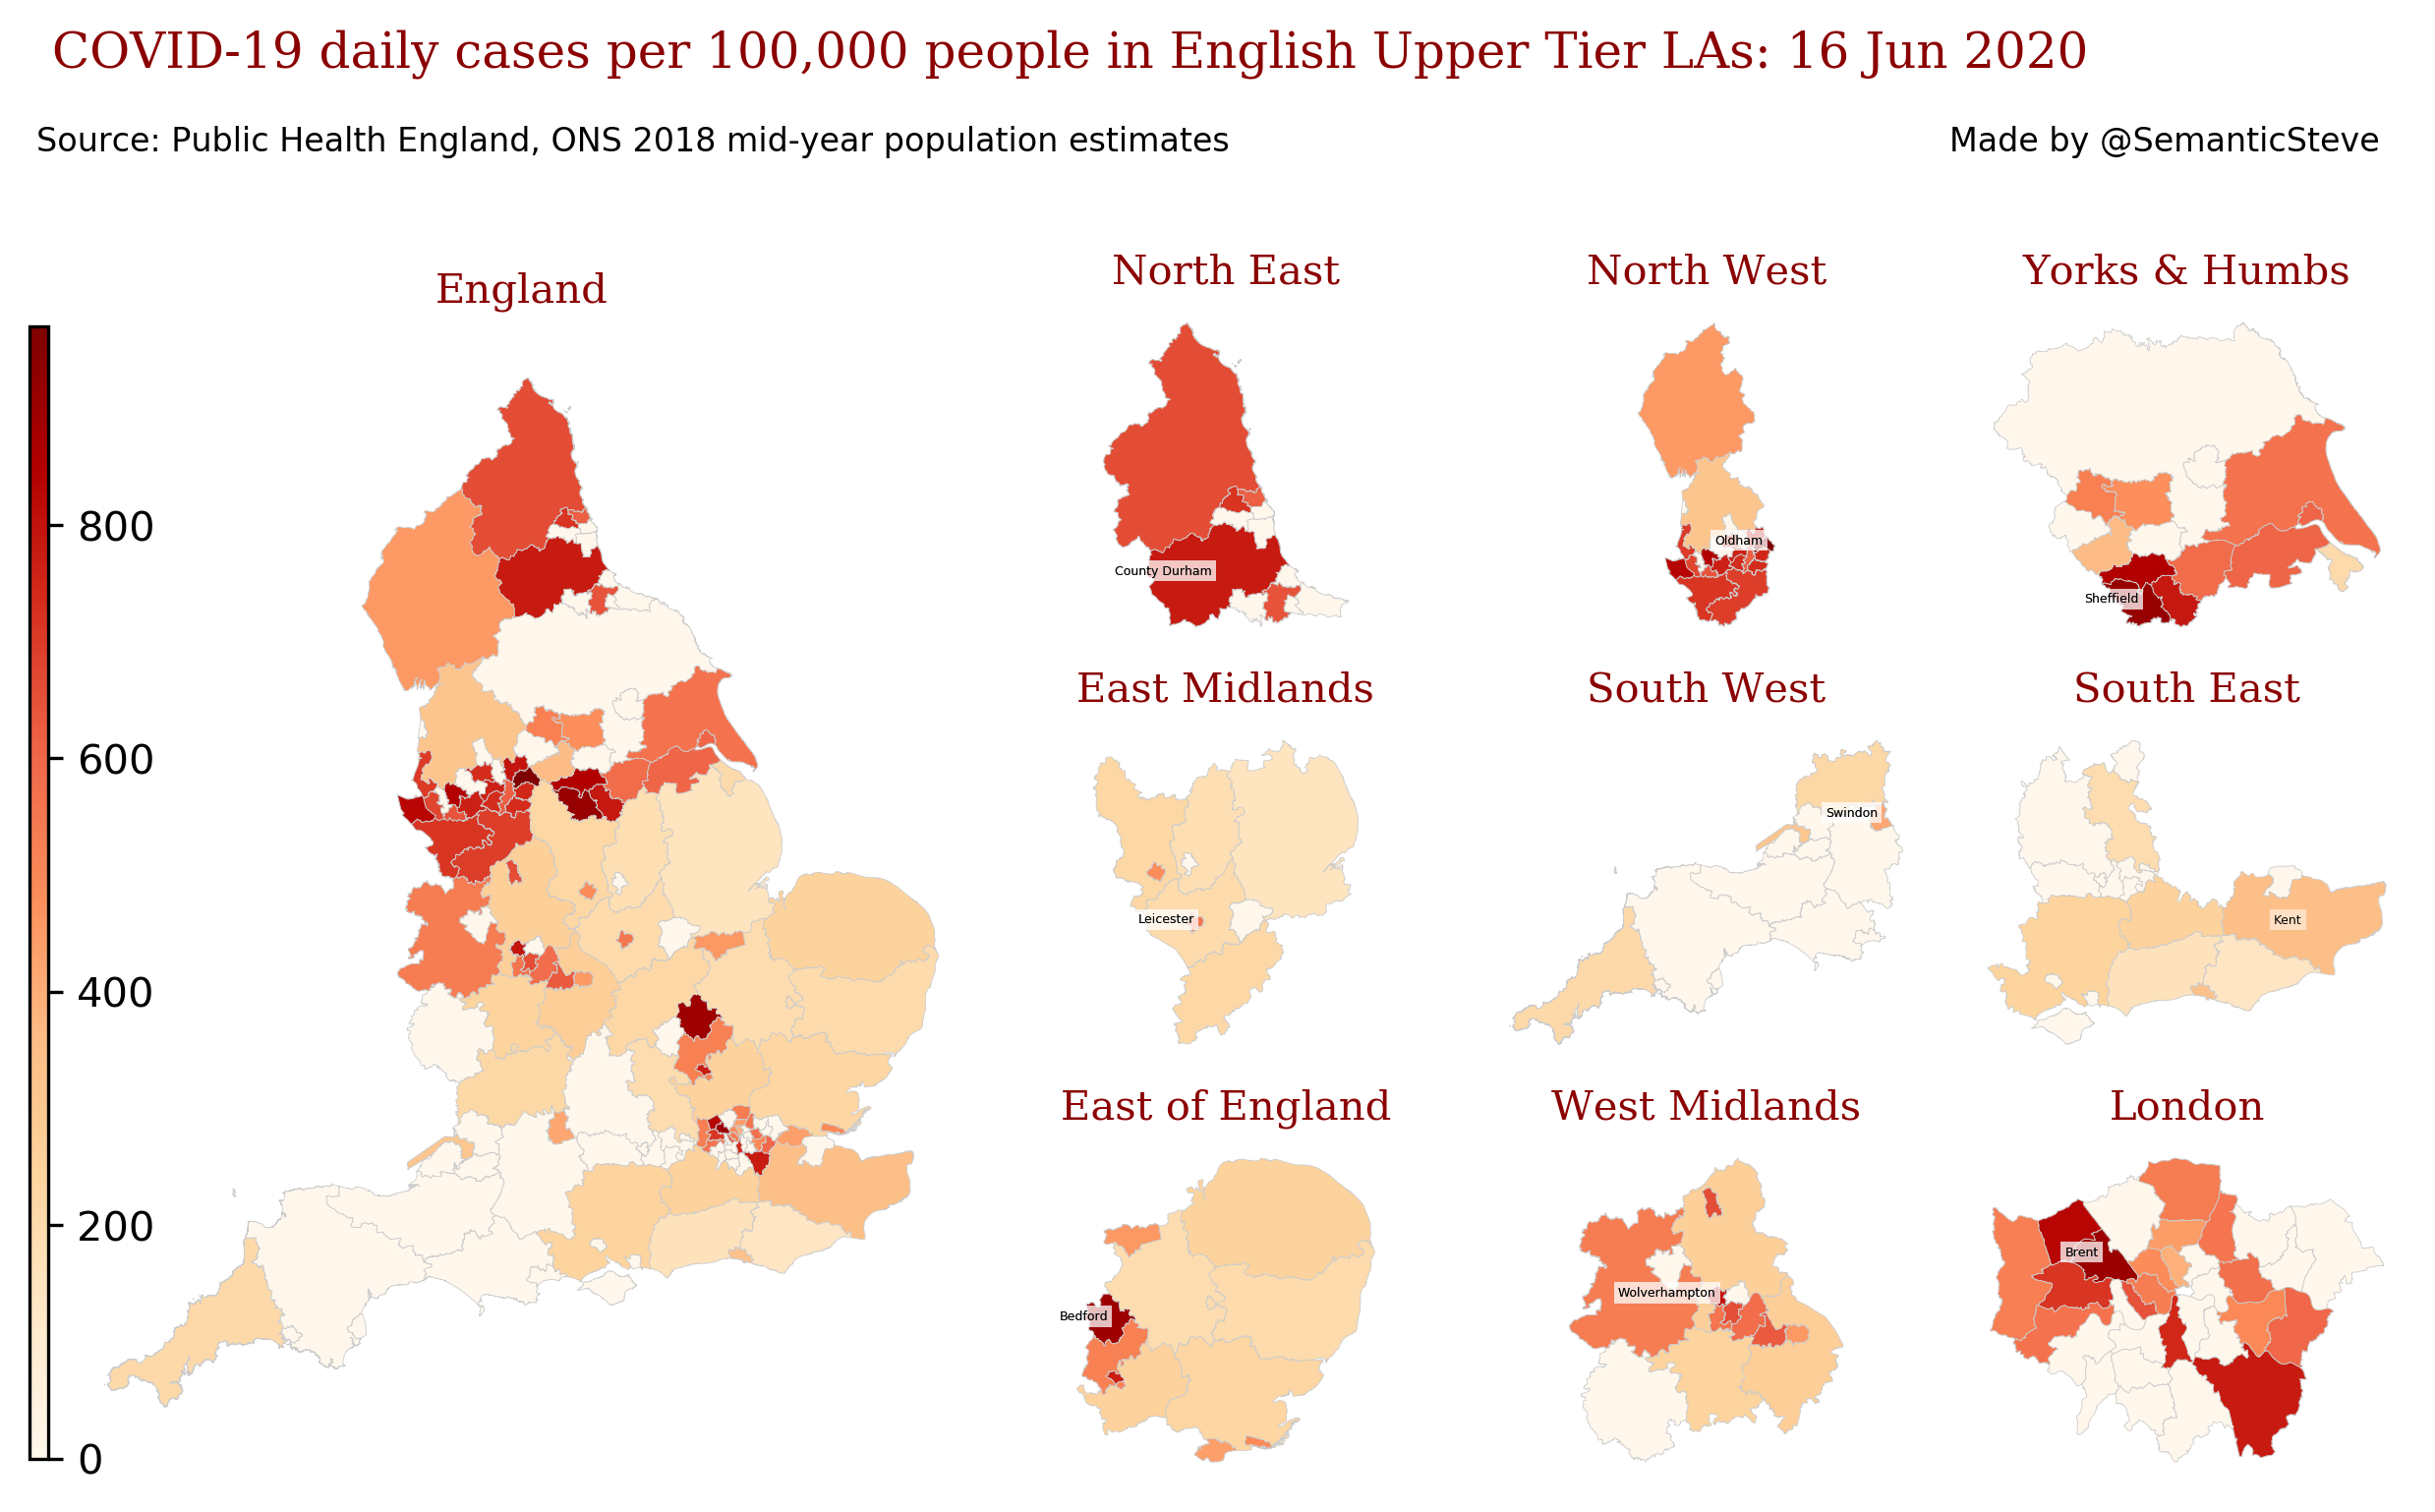 COVID-19 daily cases per 100,000 people in English Upper Tier LAs: 16 Jun 2020
Source: Public Health England, ONS 2018 mid-year population estimates
Made by @SemanticSteve
England
800
600
400
200
0
North East
County Durham
North West
Oldham
Yorks & Humbs
Sheffield
East Midlands
Leicester
South West
Swindon
South East
Kent
East of England
Bedford
West Midlands
Wolverhampton
London
Brent